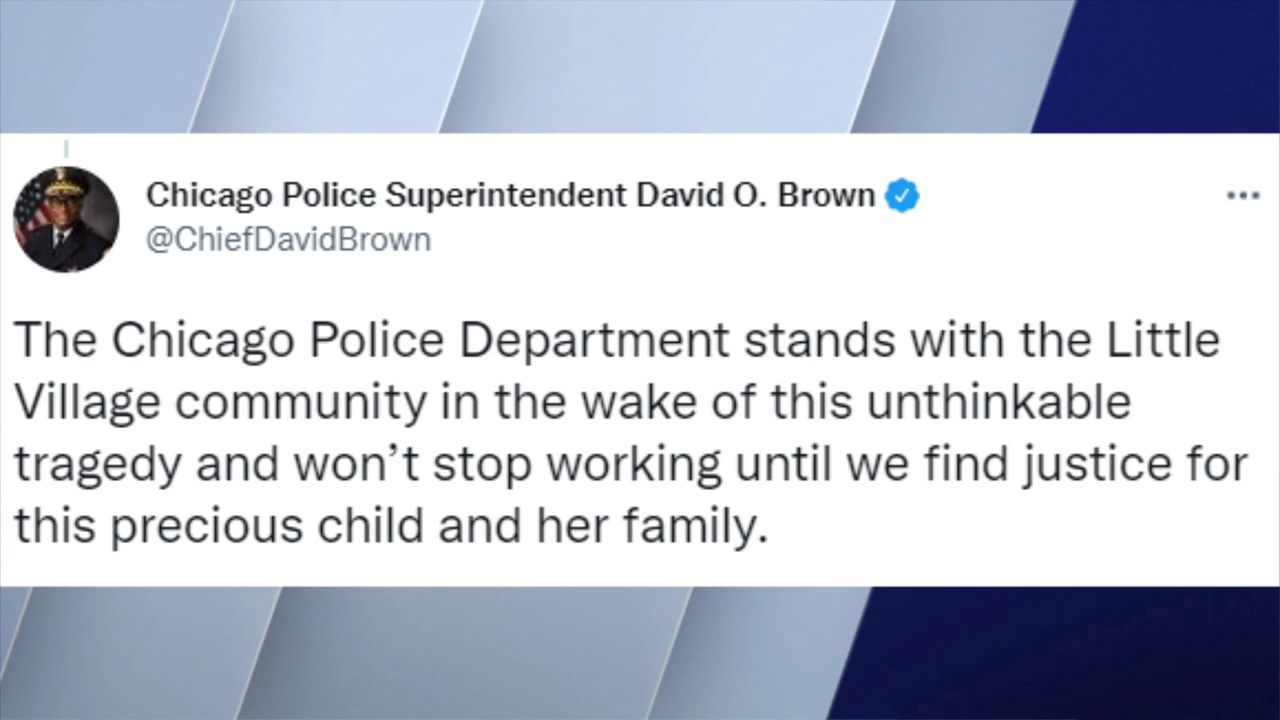 Chicago Police Superintendent David O. Brown
@ChiefDavidBrown
The Chicago Police Department stands with the Little
Village community in the wake of this unthinkable
tragedy and won’t stop working until we find justice for
this precious child and her family.